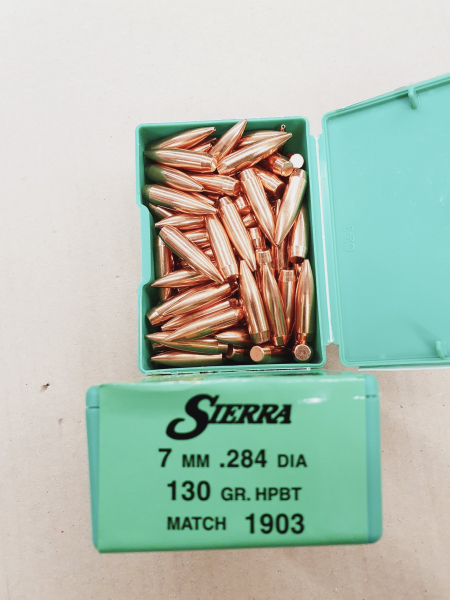 SIERRA
7 MM .284 DIA
130 GR. HPBT
MATCH 1903